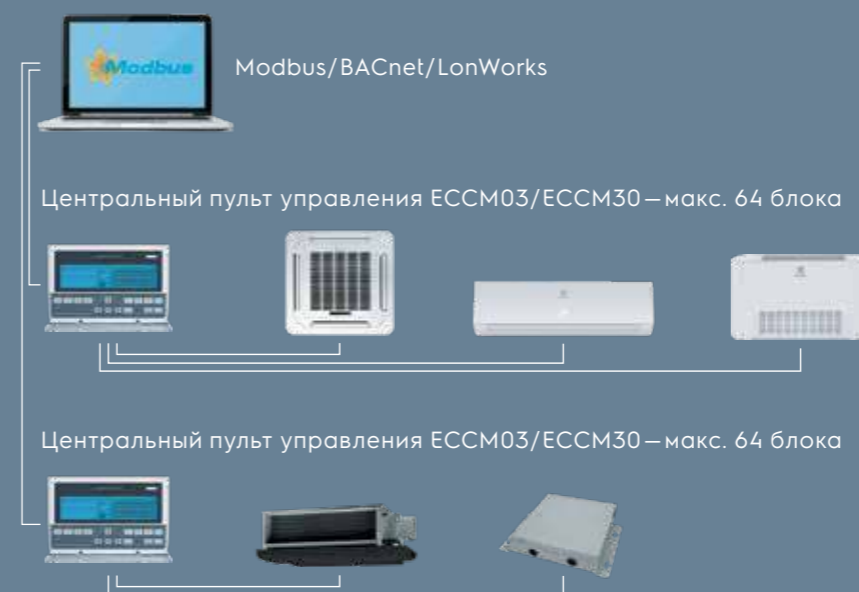 Modbus
Modbus/BACnet/LonWorks
Центральный пульт управления ECCM03/ECCM30—макс. 64 блока
Центральный пульт управления ECCM03/ECCM30—макс. 64 блока